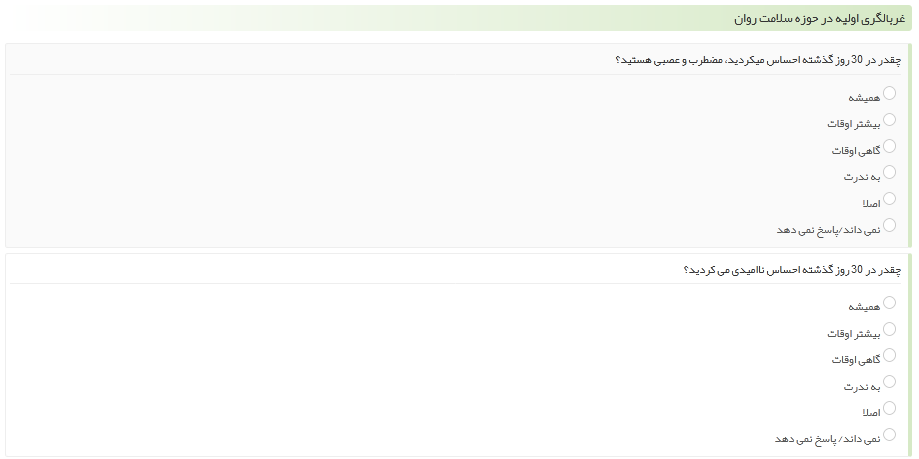 غربالگری اولیه در حوزه سلامت روان
چقدر در 30 روز گذشته احساس میکردید، مضطرب و عصبی هستید؟
همیشه
بیشتر اوقات
گاهی اوقات
به ندرت
اصلا
نمی داند/پاسخ نمی دهد
چقدر در 30 روز گذشته احساس ناامیدی می کردید؟
همیشه
بیشتر اوقات
گاهی اوقات
به ندرت
اصلا
نمی داند/ پاسخ نمی دهد